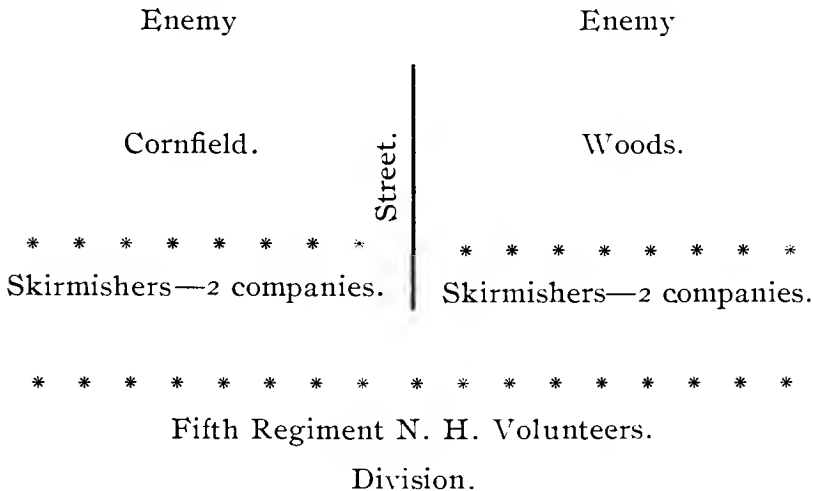 Enemy Enemy
Cornfield. Street. Woods.
* * * * * * * * * * * * * * * *
Skirmishers—2 companies. Skirmishers—2 companies.
* * * * * * * * * * * * * * * * *
Fifth Regiment N. H. Volunteers.
Division.